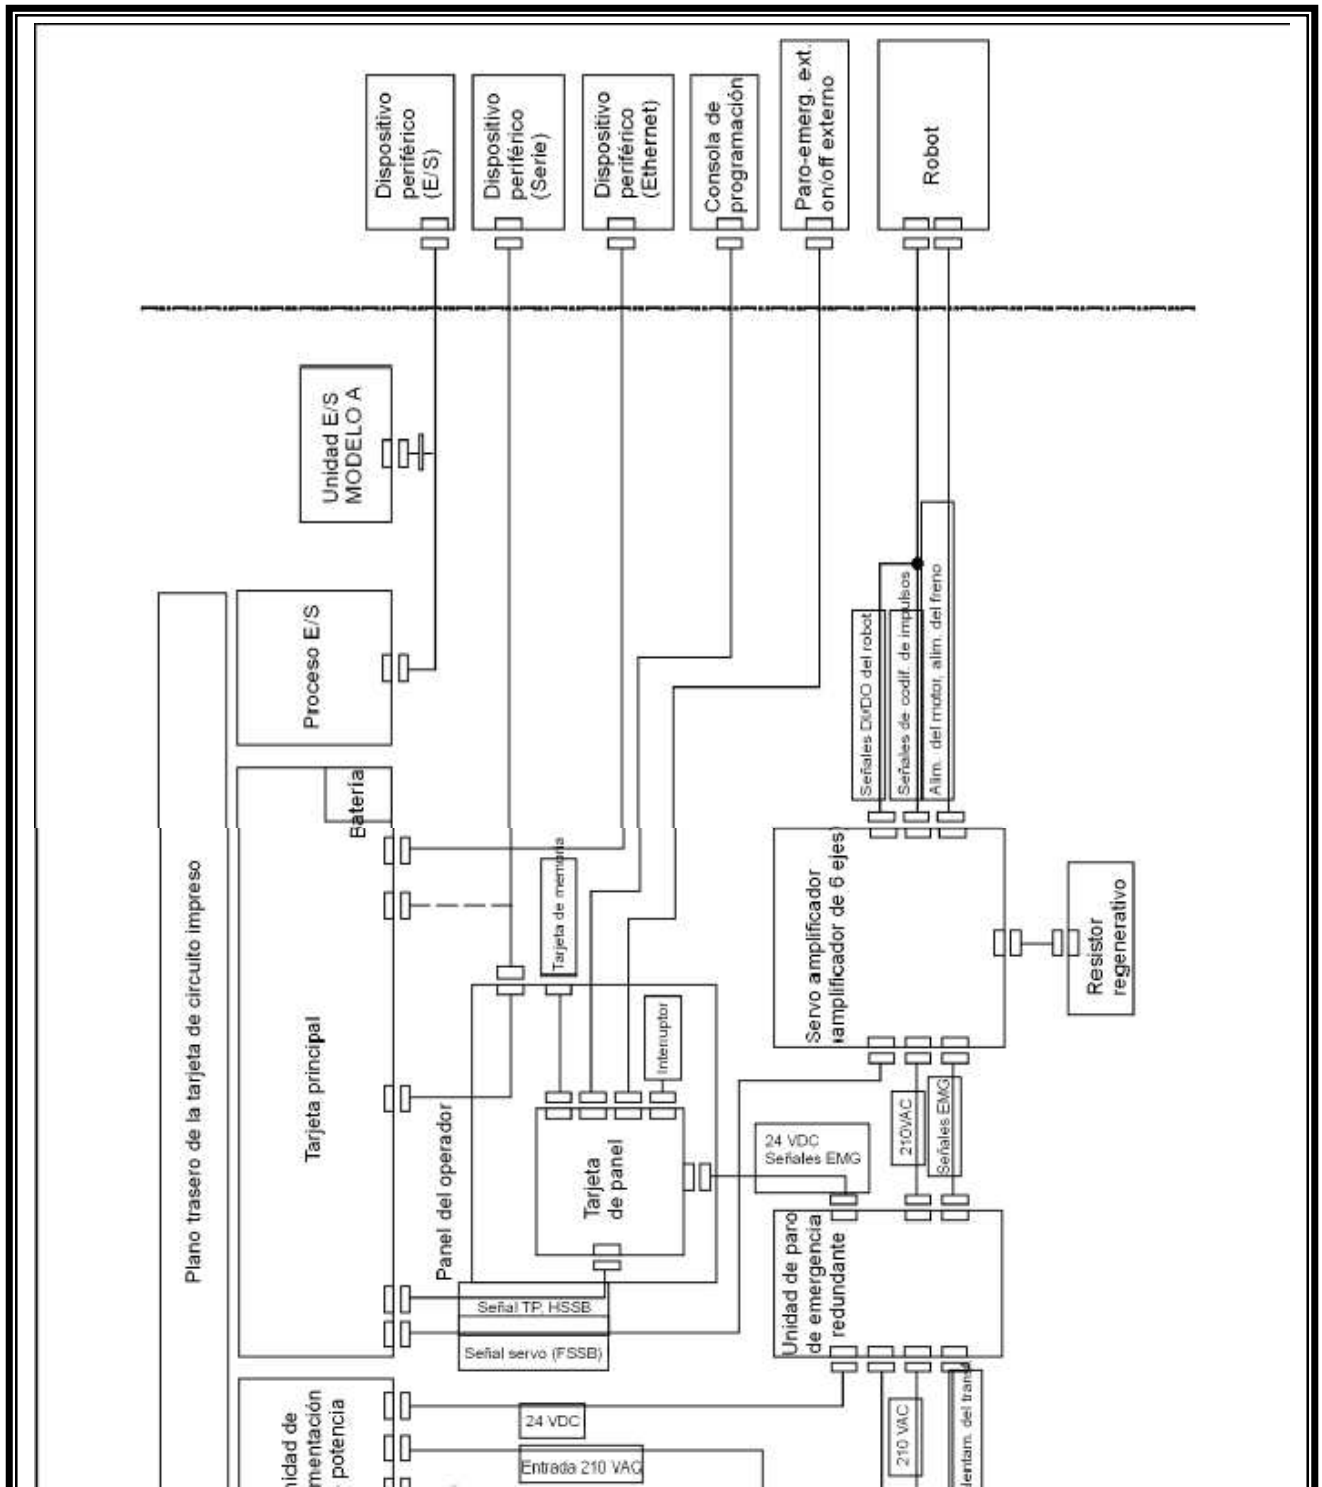 Dispositivo
periférico
(E/S)
Dispositivo
periférico
(Serie)
Dispositivo
periférico
(Ethernet)
Consola de
programación
Paro-emerg. ext.
on/off externo
Robot
Unidad E/S
MODELO A
Proceso E/S
Batería
Plano trasero de la tarjeta de circuito impreso
Tarjeta principal
Tarjeta de memoria
Señales DI/DO del robot
Señales de codif. de impulsos
Alim. del motor, alim. del freno
Servo amplificador
(amplificador de 6 ejes)
Resistor
regenerativo
Interruptor
Panel del operador
Tarjeta
de panel
24 VDC
Señales EMG
210VAC
Señales EMG
Unidad de paro
de emergencia
redundante
Señal TP, HSSB
Señal servo (FSSB)
24 VDC
Entrada 210 VAC
210 VAC
potencia